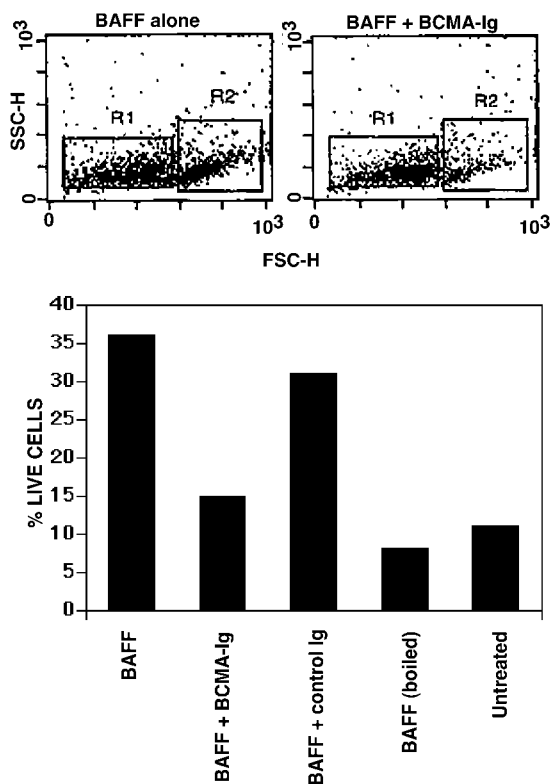 BAFF alone
BAFF + BCMA-Ig
10³
SSC-H
0
R1
R2
0
10³
10³
0
R1
R2
0
10³
FSC-H
% LIVE CELLS
40
35
30
25
20
15
10
5
0
BAFF
BAFF + BCMA-Ig
BAFF + control Ig
BAFF (boiled)
Untreated